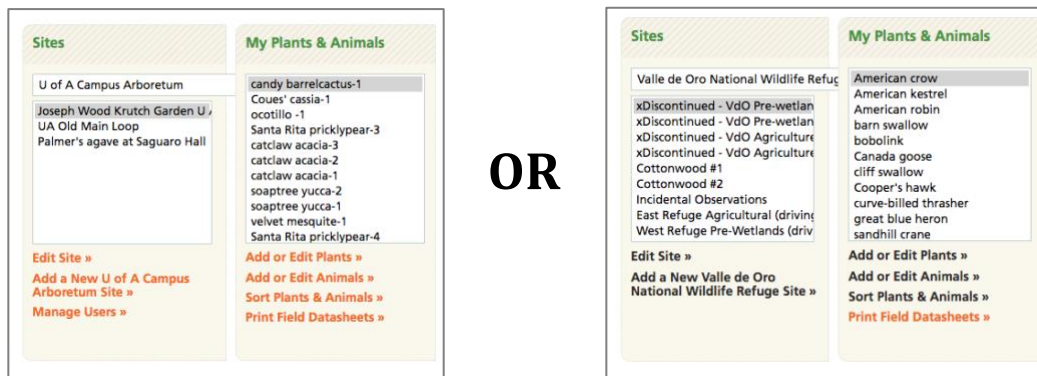 Sites
U of A Campus Arboretum
Joseph Wood Krutch Garden U
UA Old Main Loop
Palmer's agave at Saguaro Hall
Edit Site »
Add a New U of A Campus
Arboretum Site »
Manage Users »
My Plants & Animals
candy barrelcactus-1
Coues' cassia-1
ocotillo -1
Santa Rita pricklypear-3
catclaw acacia-3
catclaw acacia-2
catclaw acacia-1
soaptree yucca-2
soaptree yucca-1
velvet mesquite-1
Santa Rita pricklypear-4
Add or Edit Plants »
Add or Edit Animals »
Sort Plants & Animals »
Print Field Datasheets »
OR
Sites
Valle de Oro National Wildlife Refug
xDiscontinued - VdO Pre-wetlan
xDiscontinued - VdO Pre-wetlan
xDiscontinued - VdO Agriculture
xDiscontinued - VdO Agriculture
Cottonwood #1
Cottonwood #2
Incidental Observations
East Refuge Agricultural (driving
West Refuge Pre-Wetlands (driv
Edit Site »
Add a New Valle de Oro
National Wildlife Refuge Site »
My Plants & Animals
American crow
American kestrel
American robin
barn swallow
bobolink
Canada goose
cliff swallow
Cooper's hawk
curve-billed thrasher
great blue heron
sandhill crane
Add or Edit Plants »
Add or Edit Animals »
Sort Plants & Animals »
Print Field Datasheets »